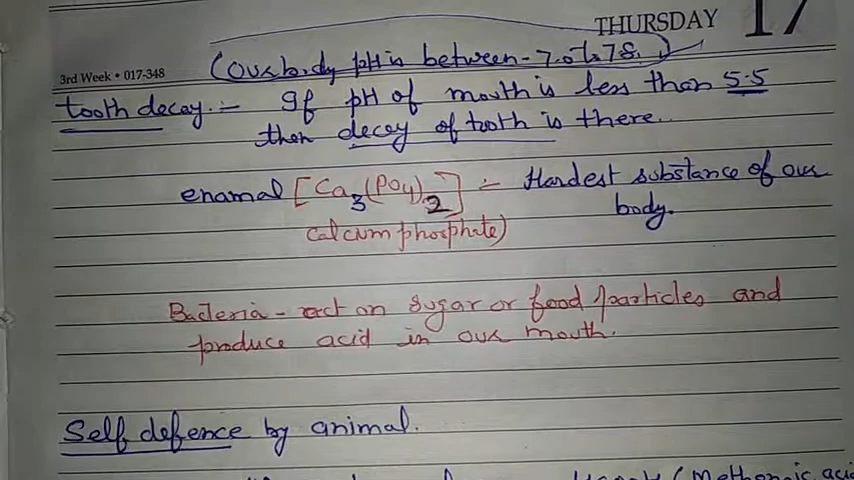 THURSDAY 17
3rd Week • 017-348
(Our body pH is between - 7.0 to 7.8.)
tooth decay :- If pH of mouth is less than 5.5
then decay of tooth is there.
enamal [Ca3(PO4)2] :- Hardest substance of our
body.
calcium phosphate)
Bacteria - act on sugar or food particles and
produce acid in our mouth.
Self defence by animal.
(Methanoic acid